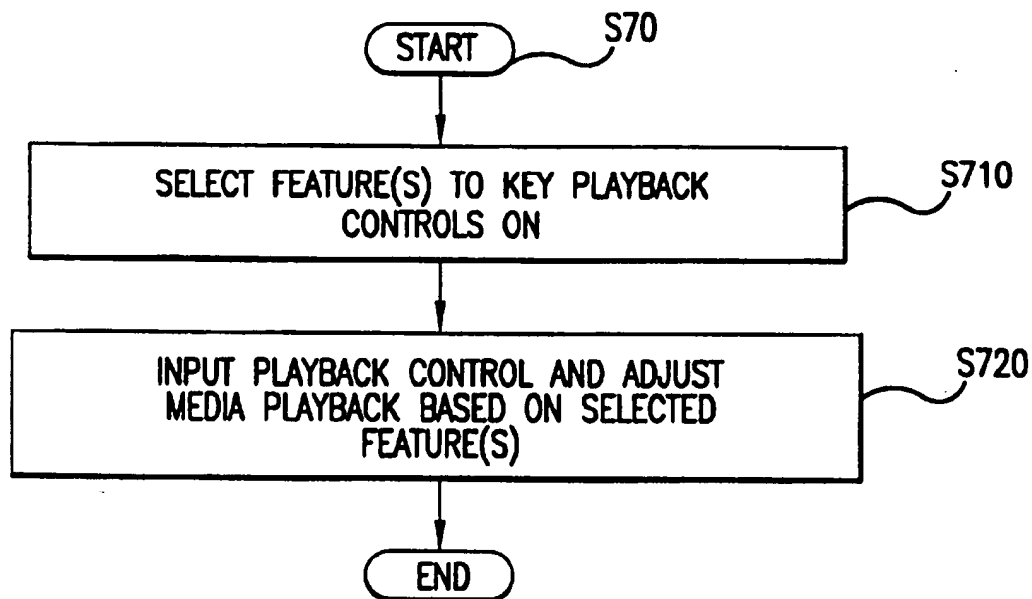 START
S70
SELECT FEATURE(S) TO KEY PLAYBACK
CONTROLS ON
S710
INPUT PLAYBACK CONTROL AND ADJUST
MEDIA PLAYBACK BASED ON SELECTED
FEATURE(S)
S720
END